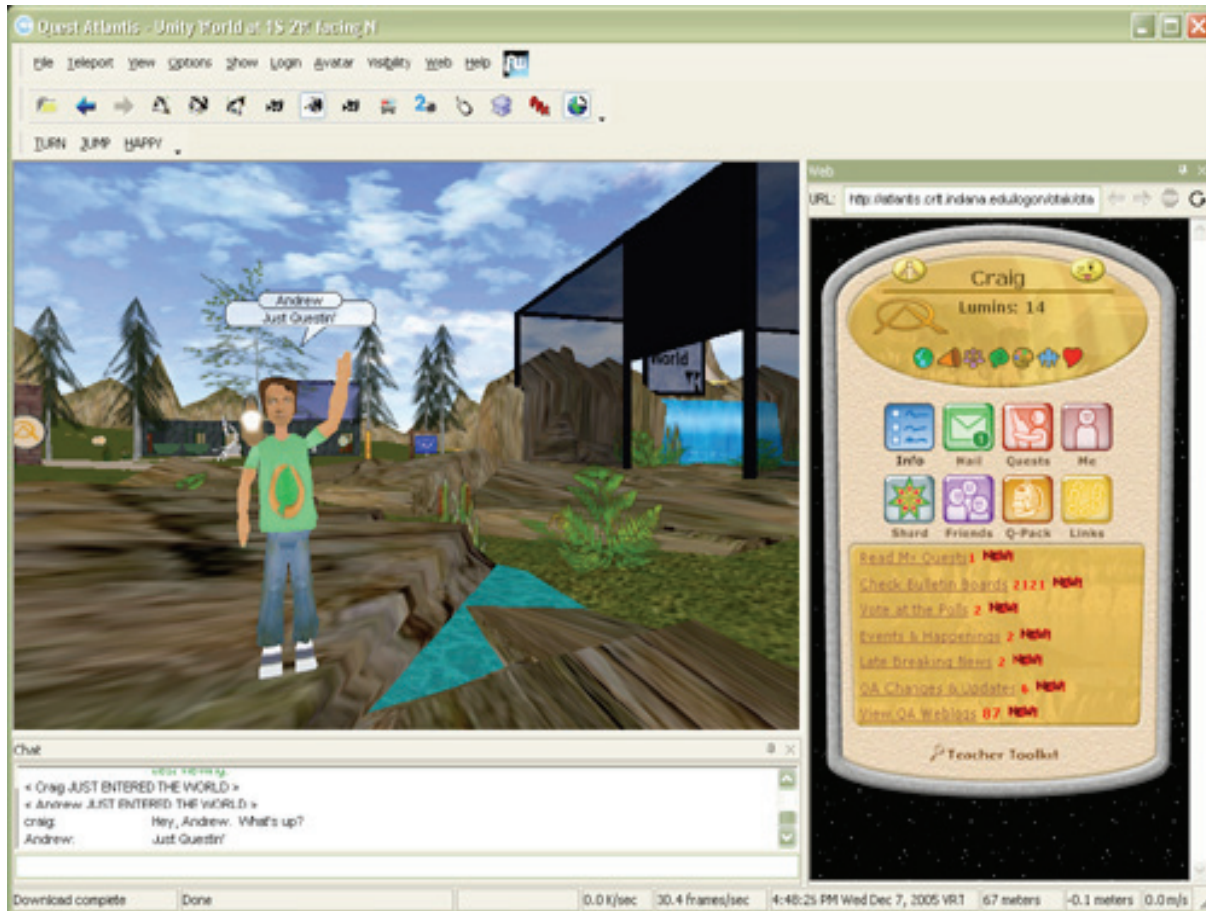 Quest Atlantis - Unity World at 1S 2W facing N
File Teleport View Options Show Login Avatar Visibility Web Help
TURN JUMP HAPPY
Web
URL: http://atlantis.crlt.indiana.edu/logon/otak/ota
Andrew
Just Questin'
World
Craig
Lumins: 14
Info Mail Quests Me
Shard Friends Q-Pack Links
Read My Quests 1 NEW!
Check Bulletin Boards 2121 NEW!
Vote at the Polls 2 NEW!
Events & Happenings 2 NEW!
Late Breaking News 2 NEW!
QA Changes & Updates 6 NEW!
View QA Weblogs 87 NEW!
Teacher Toolkit
Chat
« Craig JUST ENTERED THE WORLD »
« Andrew JUST ENTERED THE WORLD »
craig: Hey, Andrew. What's up?
Andrew: Just Questin'
Download complete Done 0.0 K/sec 30.4 frames/sec 4:48:25 PM Wed Dec 7, 2005 VRT 67 meters -0.1 meters 0.0 m/s